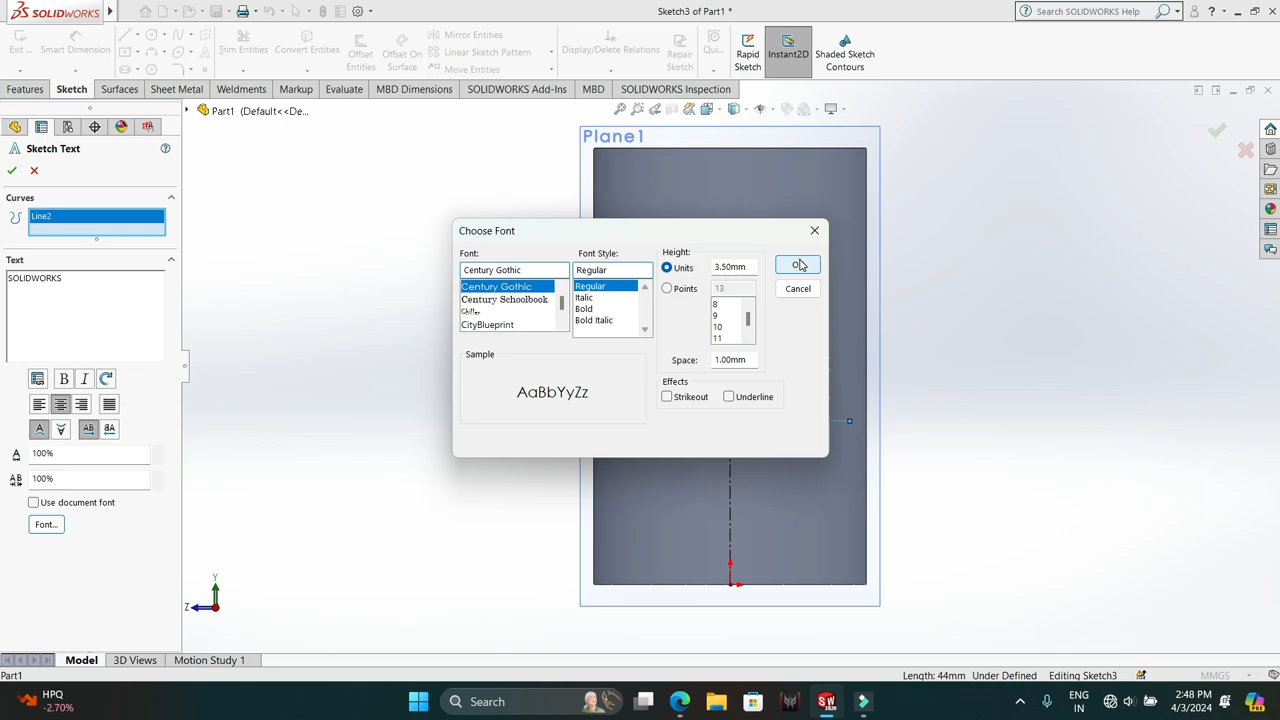 SOLIDWORKS
Sketch3 of Part1 *
Search SOLIDWORKS Help
Exit ...
Smart Dimension
Trim Entities
Convert Entities
Offset Entities
Offset On Surface
Mirror Entities
Linear Sketch Pattern
Move Entities
Display/Delete Relations
Repair Sketch
Qui...
Rapid Sketch
Instant2D
Shaded Sketch Contours
Features
Sketch
Surfaces
Sheet Metal
Weldments
Markup
Evaluate
MBD Dimensions
SOLIDWORKS Add-Ins
MBD
SOLIDWORKS Inspection
Part1 (Default<<De...
Sketch Text
Curves
Line2
Text
SOLIDWORKS
B
I
100%
100%
Use document font
Font...
Plane1
Choose Font
Font:
Century Gothic
Century Gothic
Century Schoolbook
Chiller
CityBlueprint
Font Style:
Regular
Regular
Italic
Bold
Bold Italic
Height:
Units
3.50mm
Points
13
8
9
10
11
Space:
1.00mm
Cancel
Sample
AaBbYyZz
Effects
Strikeout
Underline
Y
Z
Model
3D Views
Motion Study 1
Part1
Length: 44mm
Under Defined
Editing Sketch3
MMGS
HPQ
-2.70%
Search
ENG
IN
2:48 PM
4/3/2024